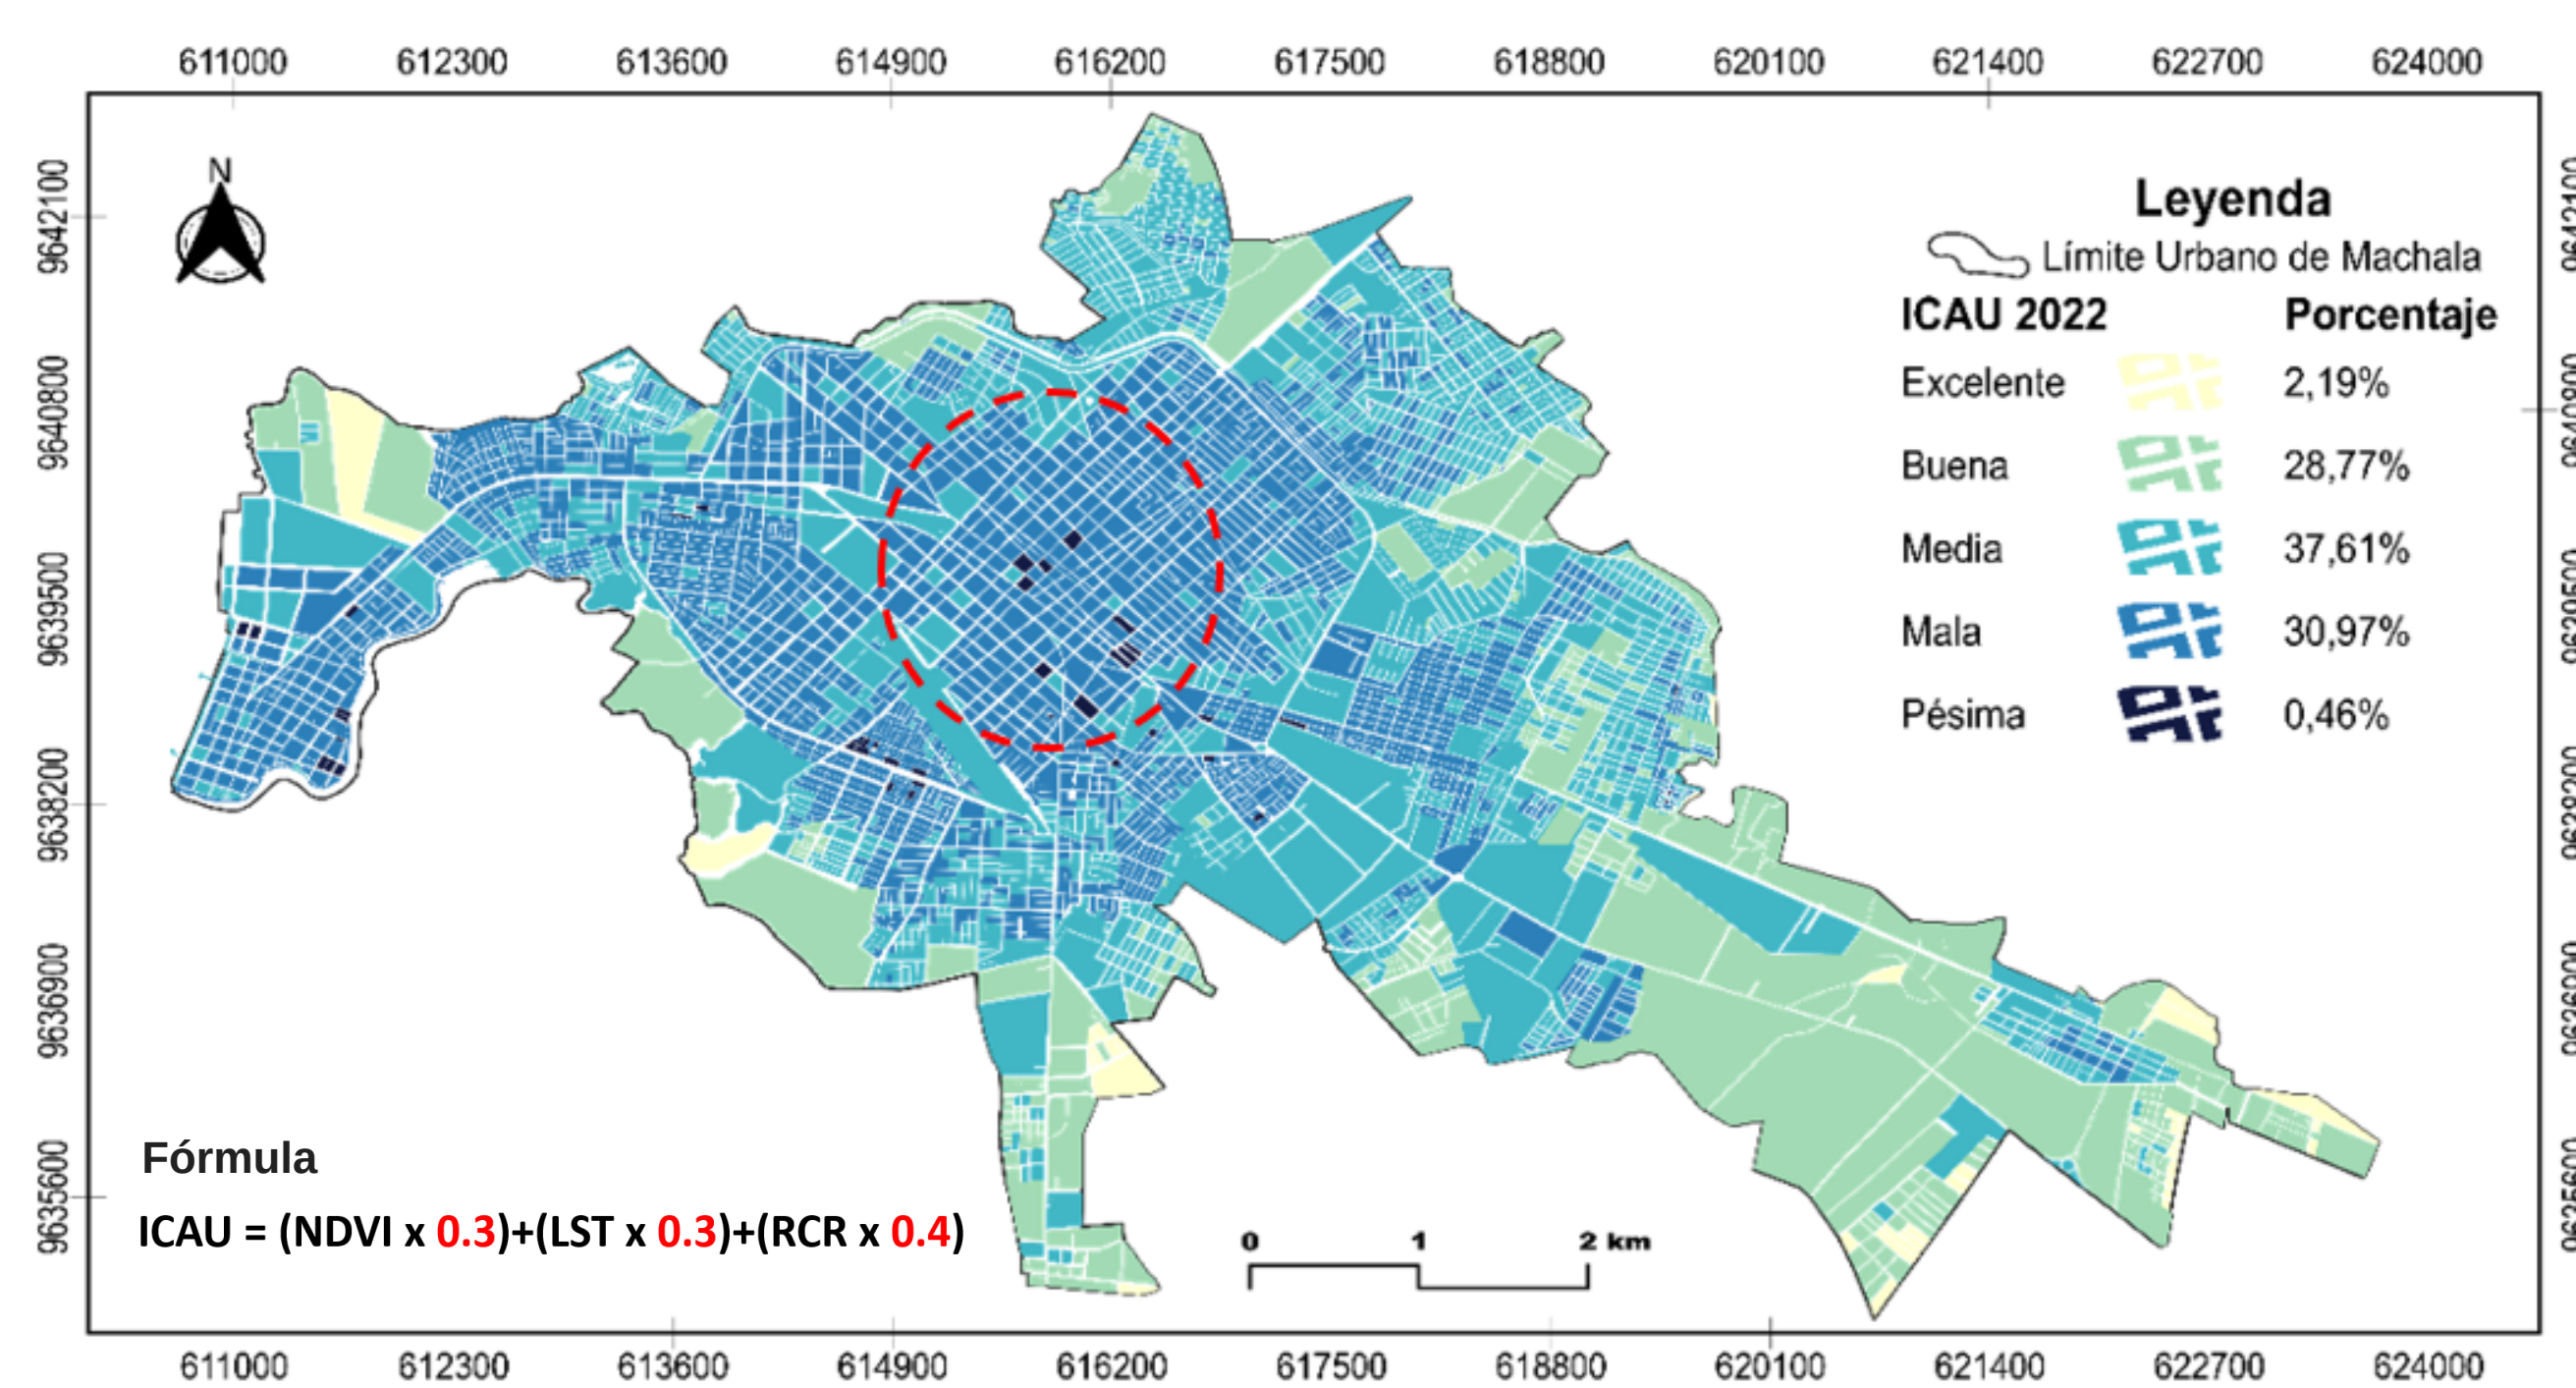 611000 612300 613600 614900 616200 617500 618800 620100 621400 622700 624000
N
9642100
9640800
9639500
9638200
9636900
9635600
Leyenda
Límite Urbano de Machala
ICAU 2022 Porcentaje
Excelente 2,19%
Buena 28,77%
Media 37,61%
Mala 30,97%
Pésima 0,46%
Fórmula
ICAU = (NDVI x 0.3)+(LST x 0.3)+(RCR x 0.4)
0 1 2 km
611000 612300 613600 614900 616200 617500 618800 620100 621400 622700 624000